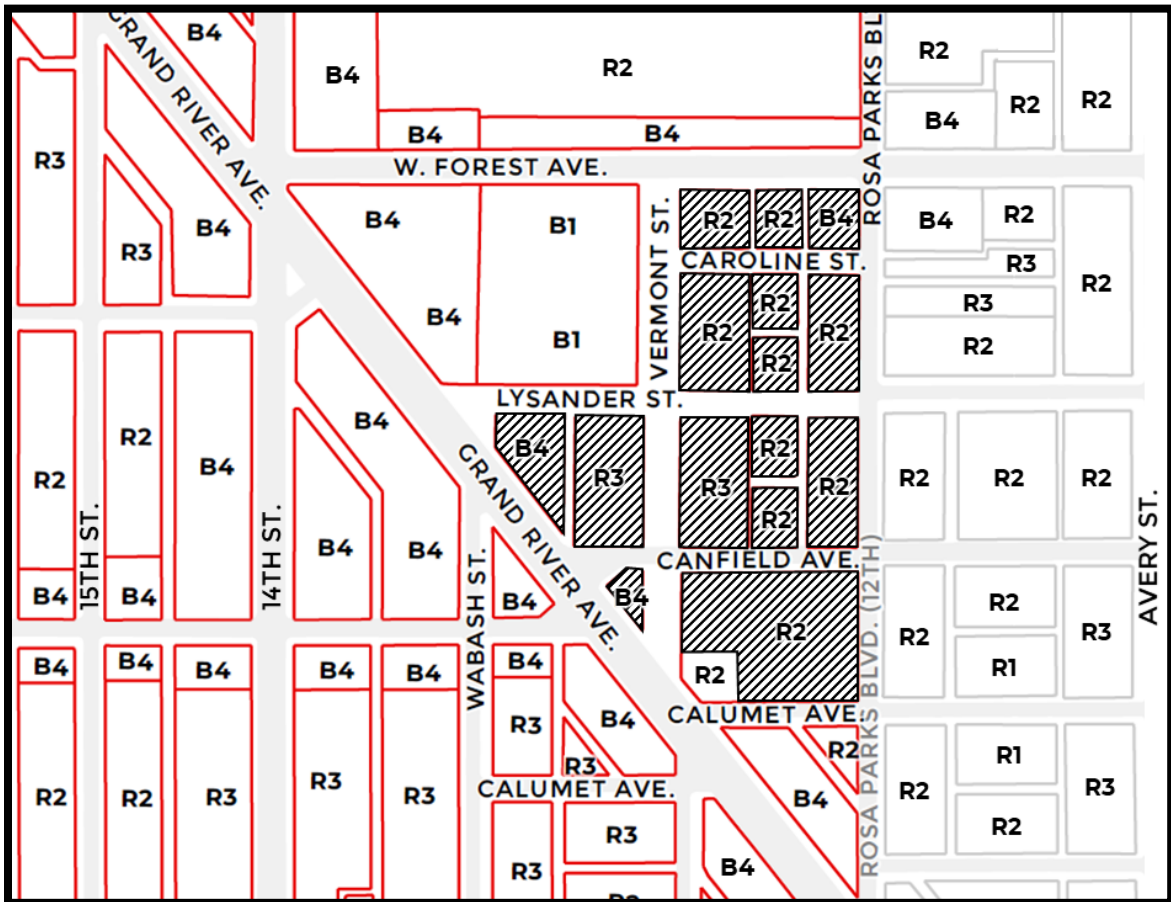 GRAND RIVER AVE.
B4
B4
R2
R2
R2
R2
B4
B4
B4
ROSA PARKS BL
R3
W. FOREST AVE.
B4
B1
VERMONT ST.
R2
R2
B4
B4
R2
B4
R3
CAROLINE ST.
R3
R2
R2
R3
B4
B1
R2
R2
R2
R2
LYSANDER ST.
B4
R2
B4
R3
R2
R2
B4
R2
R3
R2
R2
R2
R2
R2
GRAND RIVER AVE.
15TH ST.
14TH ST.
B4
B4
R2
CANFIELD AVE.
AVERY ST.
WABASH ST.
B4
B4
B4
B4
R2
R2
R2
R3
R1
B4
B4
B4
B4
B4
B4
R2
CALUMET AVE.
ROSA PARKS BLVD. (12TH)
R3
B4
R2
R1
R3
CALUMET AVE.
R2
R2
R3
R3
R3
B4
R2
R3
R3
R2
R3
B4